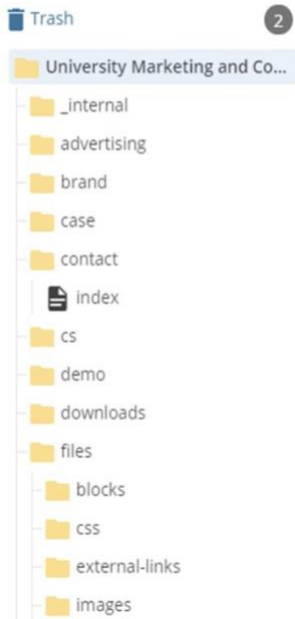 Trash 2
University Marketing and Co...
_internal
advertising
brand
case
contact
index
cs
demo
downloads
files
blocks
css
external-links
images